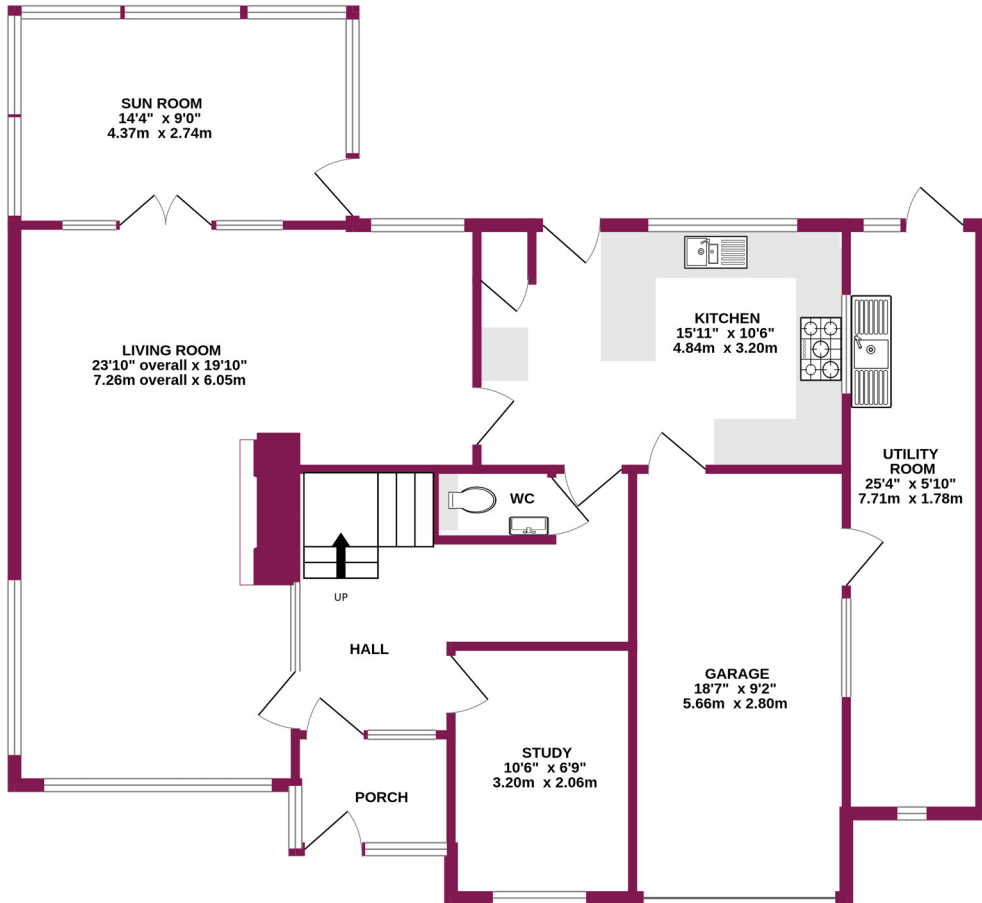 SUN ROOM
14'4" x 9'0"
4.37m x 2.74m
LIVING ROOM
23'10" overall x 19'10"
7.26m overall x 6.05m
KITCHEN
15'11" x 10'6"
4.84m x 3.20m
UTILITY
ROOM
25'4" x 5'10"
7.71m x 1.78m
WC
UP
HALL
GARAGE
18'7" x 9'2"
5.66m x 2.80m
STUDY
10'6" x 6'9"
3.20m x 2.06m
PORCH